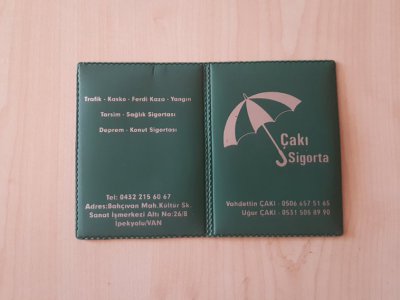 Trafik - Kasko - Ferdi Kaza - Yangın
Tarsim - Sağlık Sigortası
Deprem - Konut Sigortası
Tel: 0432 215 60 67
Adres:Bahçıvan Mah.Kültür Sk.
Sanat İşmerkezi Altı No:26/B
İpekyolu/VAN
Çakı
Sigorta
Vahdettin ÇAKI - 0506 657 51 65
Uğur ÇAKI - 0551 505 89 90